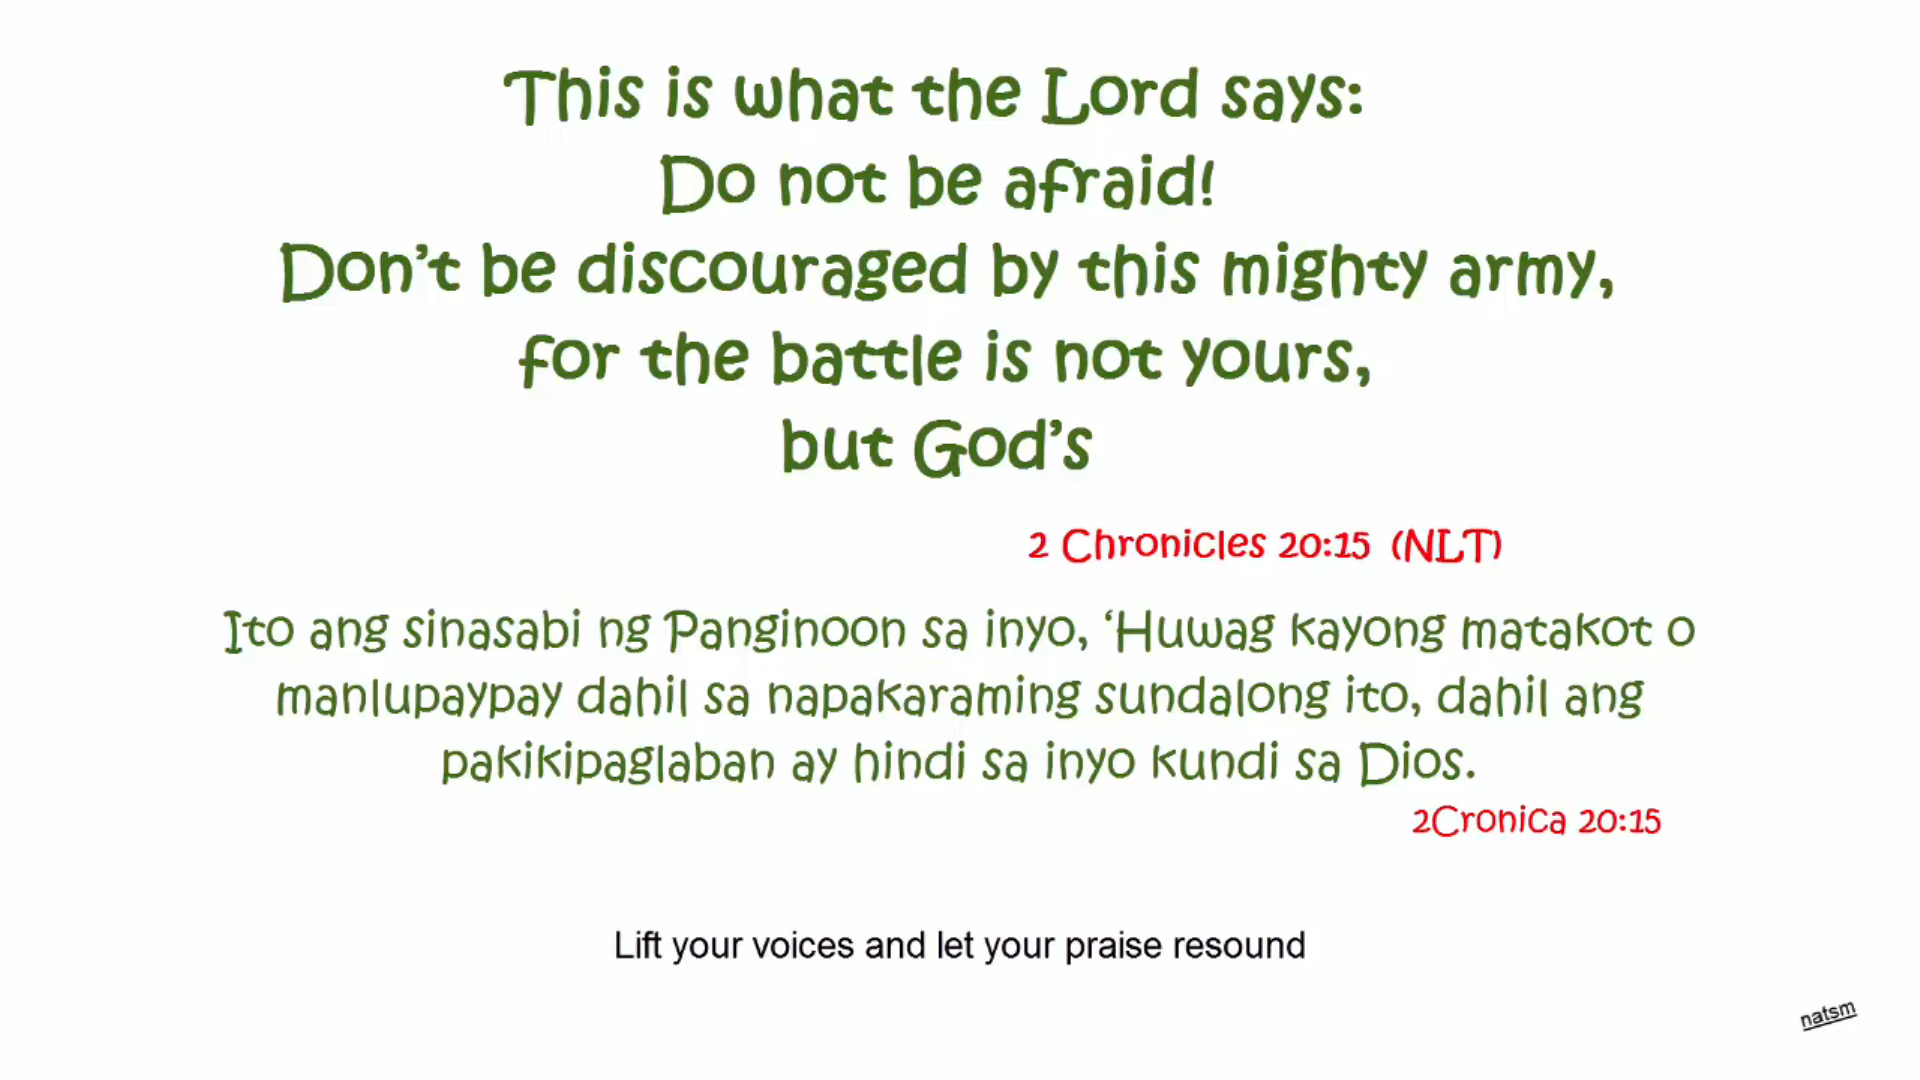 This is what the Lord says:
Do not be afraid!
Don’t be discouraged by this mighty army,
for the battle is not yours,
but God’s
2 Chronicles 20:15 (NLT)
Ito ang sinasabi ng Panginoon sa inyo, ‘Huwag kayong matakot o
manlupaypay dahil sa napakaraming sundalong ito, dahil ang
pakikipaglaban ay hindi sa inyo kundi sa Dios.
2Cronica 20:15
Lift your voices and let your praise resound
natsm